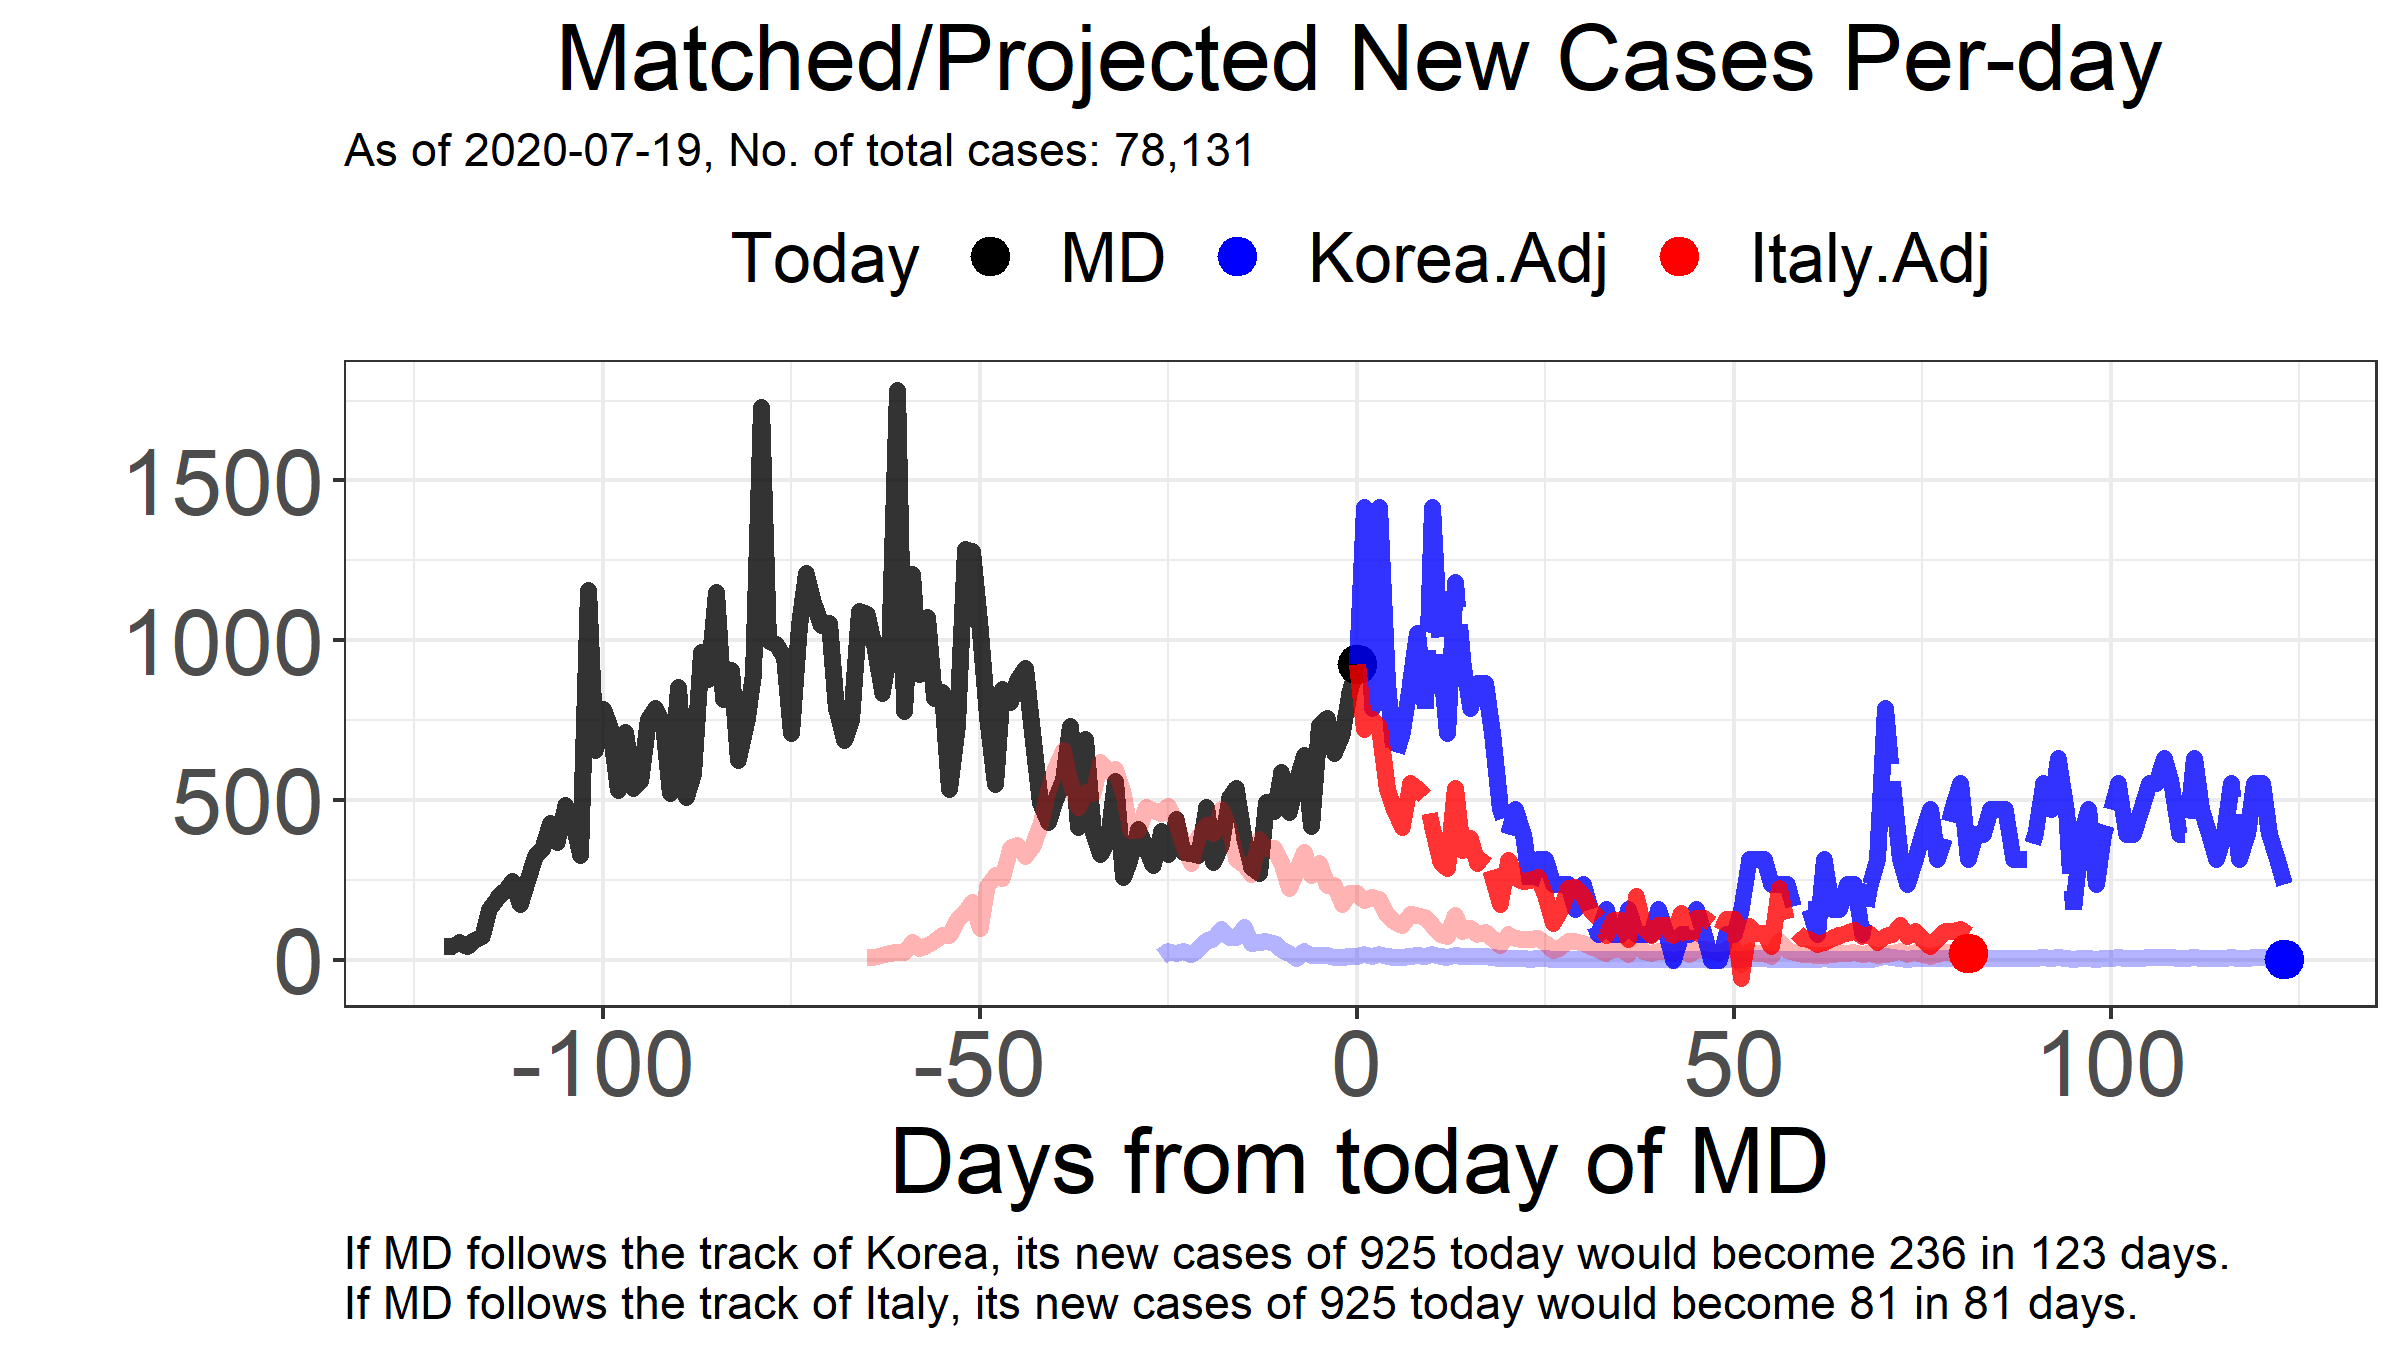 Matched/Projected New Cases Per-day
As of 2020-07-19, No. of total cases: 78,131
Today MD Korea.Adj Italy.Adj
1500
1000
500
0
-100 -50 0 50 100
Days from today of MD
If MD follows the track of Korea, its new cases of 925 today would become 236 in 123 days.
If MD follows the track of Italy, its new cases of 925 today would become 81 in 81 days.